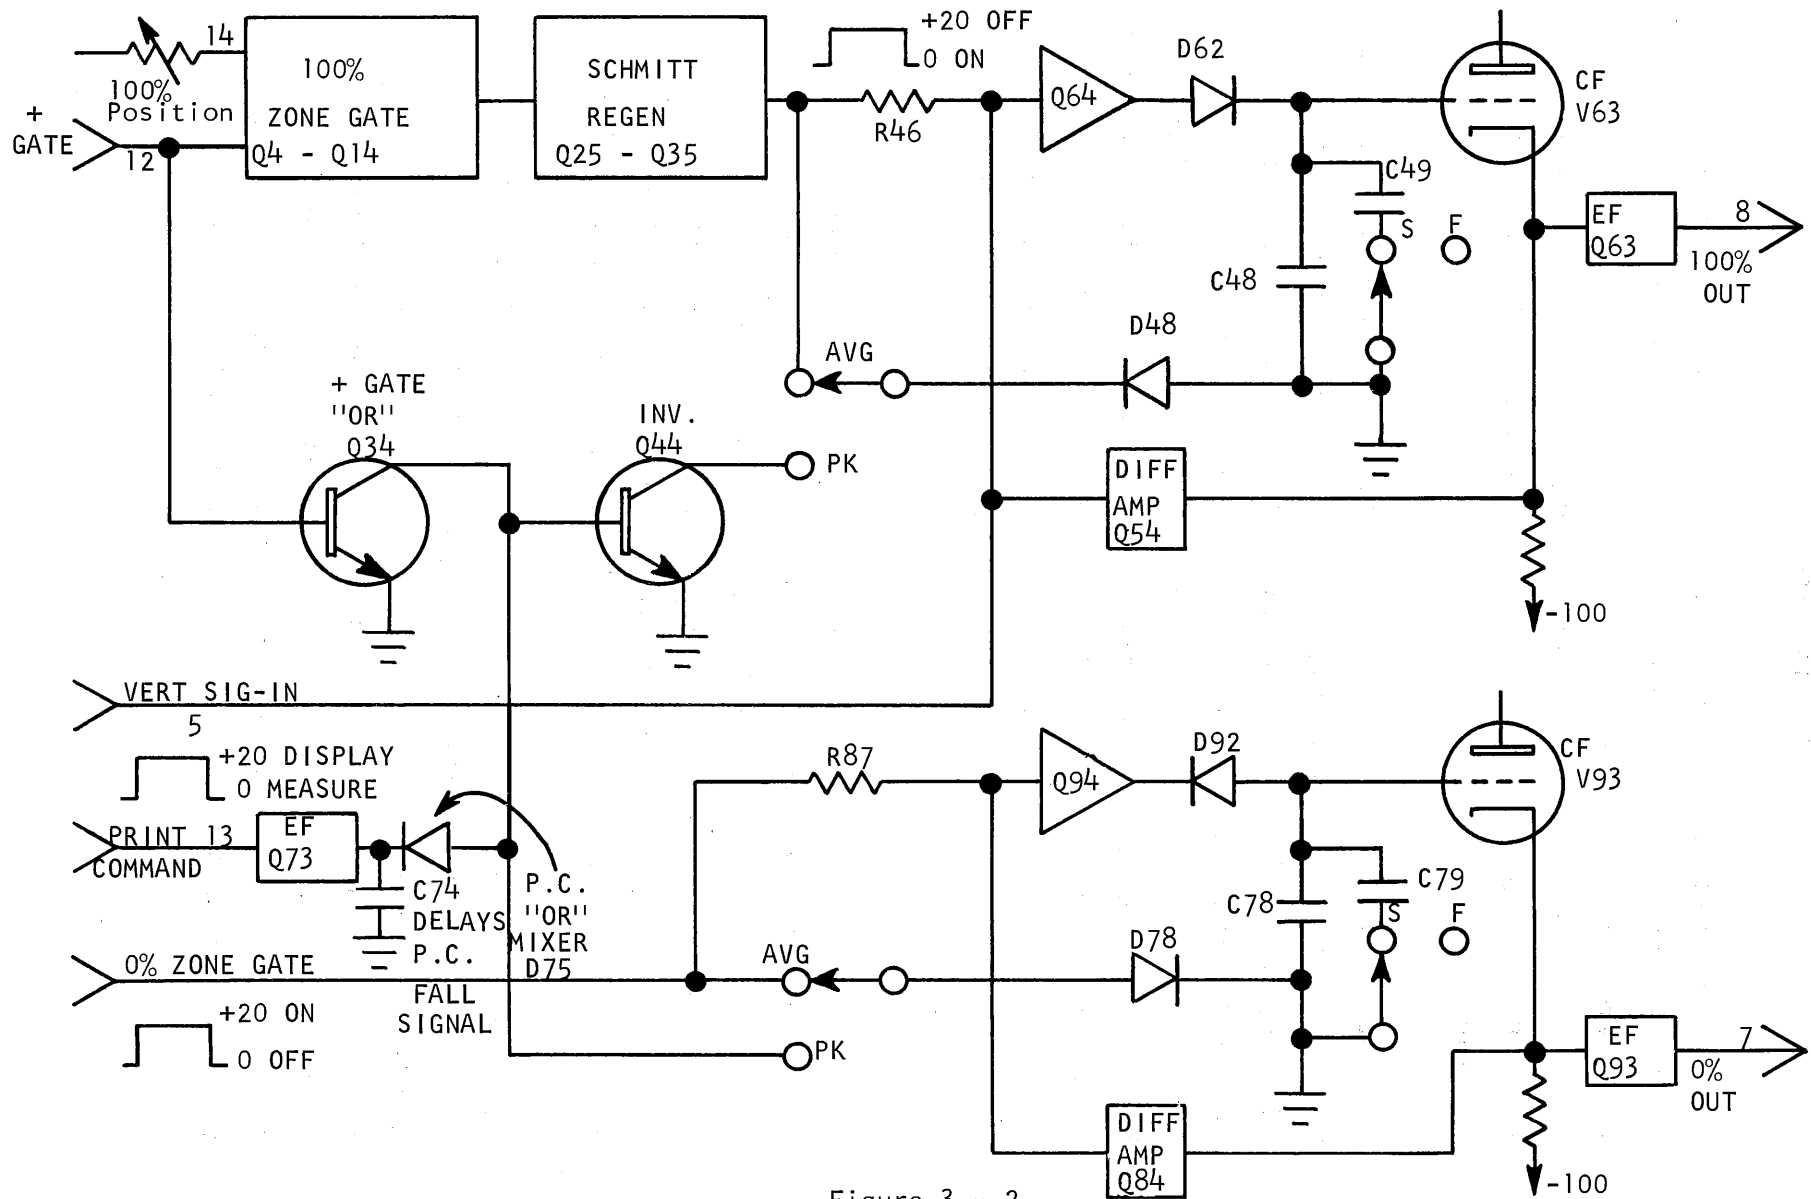 14
100%
Position
+
GATE
12
100%
ZONE GATE
Q4 - Q14
SCHMITT
REGEN
Q25 - Q35
+20 OFF
0 ON
R46
Q64
D62
CF
V63
C49
S
F
C48
EF
Q63
8
100%
OUT
D48
AVG
+ GATE
"OR"
Q34
INV.
Q44
PK
DIFF
AMP
Q54
-100
VERT SIG-IN
5
+20 DISPLAY
0 MEASURE
PRINT 13
COMMAND
EF
Q73
C74
DELAYS
P.C.
FALL
SIGNAL
P.C.
"OR"
MIXER
D75
0% ZONE GATE
+20 ON
0 OFF
R87
Q94
D92
CF
V93
C79
S
F
C78
D78
AVG
PK
EF
Q93
7
0%
OUT
DIFF
AMP
Q84
-100
Figure 3 - 2